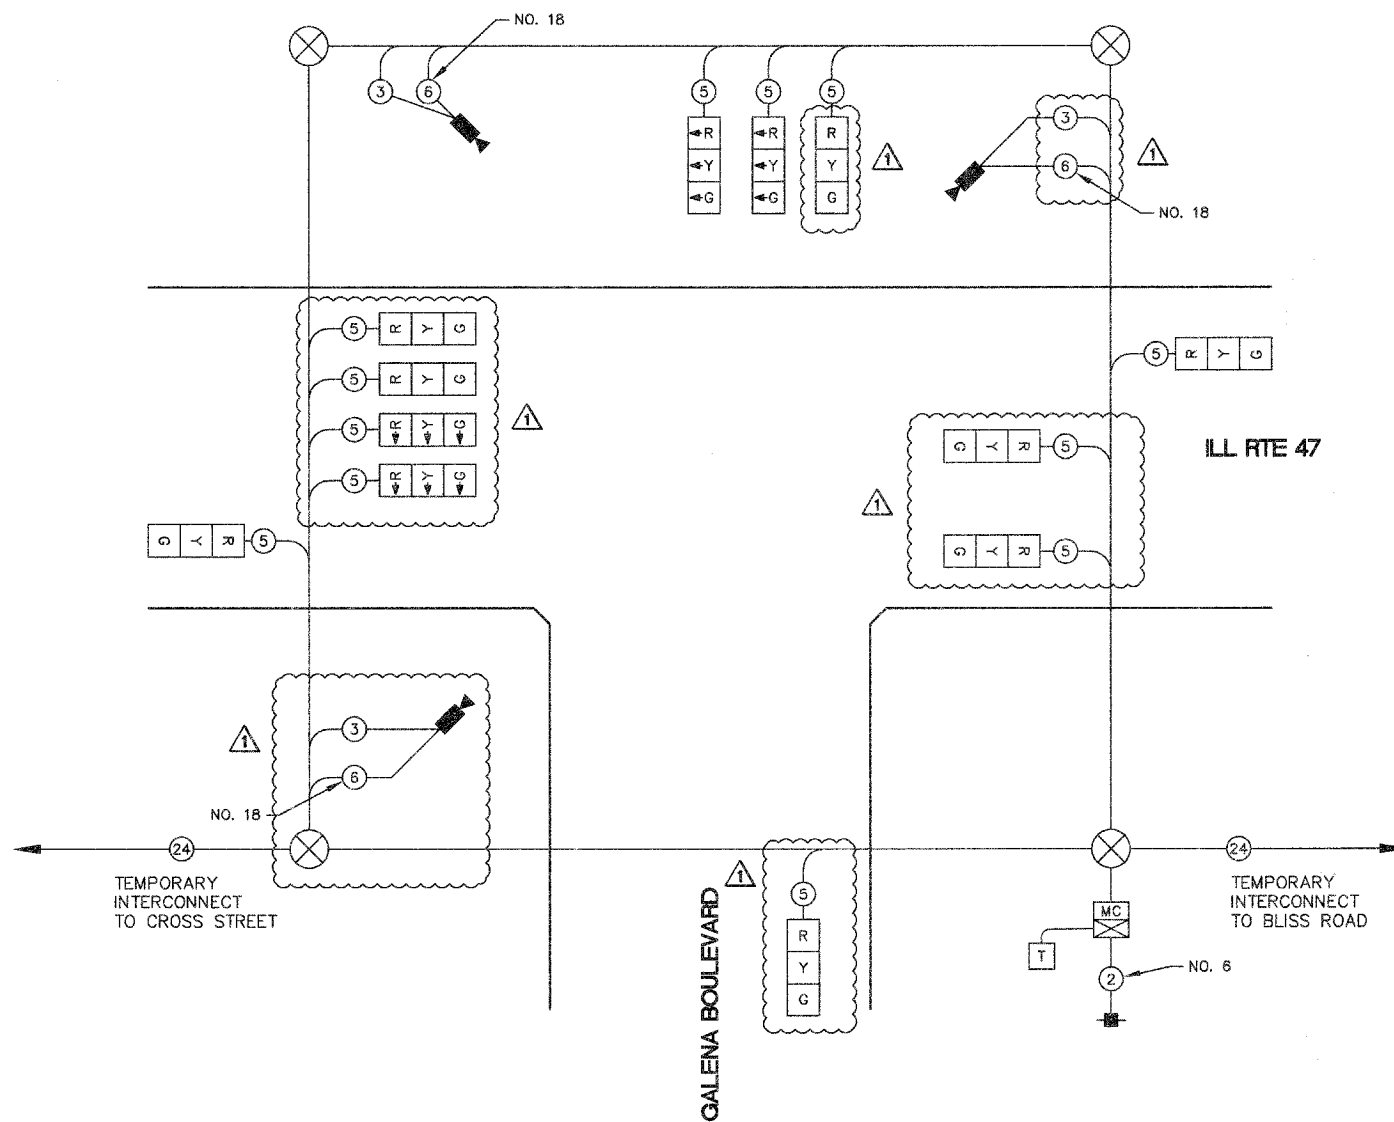 NO. 18
3
6
5
5
5
3
R
R
R
1
1
Y
Y
Y
6
G
G
G
NO. 18
5
R Y G
5
R Y G
5
R Y G
1
5
R Y G
5
R Y G
ILL RTE 47
G Y R
5
1
G Y R
5
G Y R
5
1
3
6
NO. 18
24
24
TEMPORARY
INTERCONNECT
TO CROSS STREET
TEMPORARY
INTERCONNECT
TO BLISS ROAD
1
5
GALENA BOULEVARD
R
Y
G
MC
T
2
NO. 6